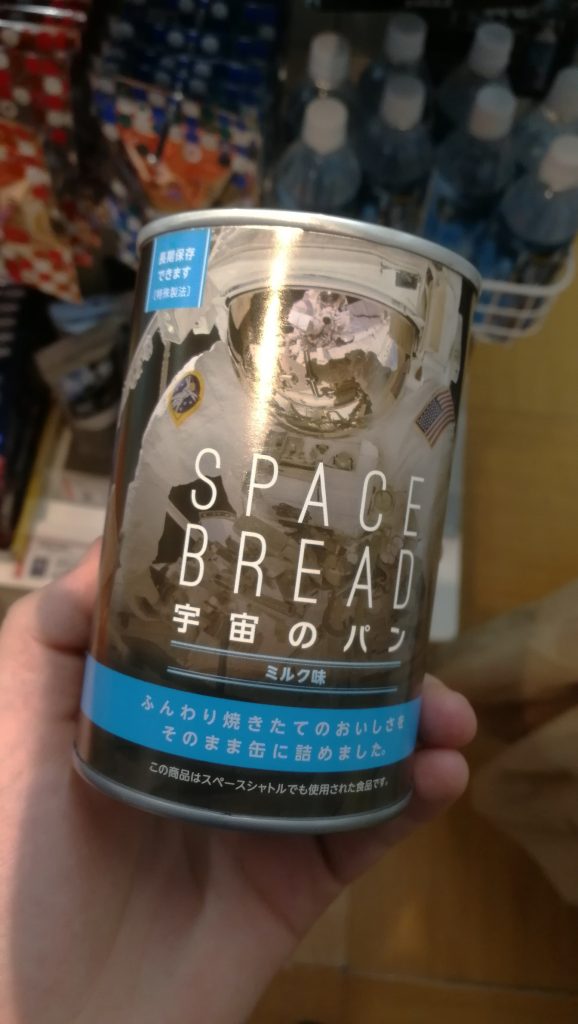 長期保存
できます
[特殊製法]
SPACE
BREAD
宇宙のパン
ミルク味
ふんわり焼きたてのおいしさを
そのまま缶に詰めました。
この商品はスペースシャトルでも使用された食品です。